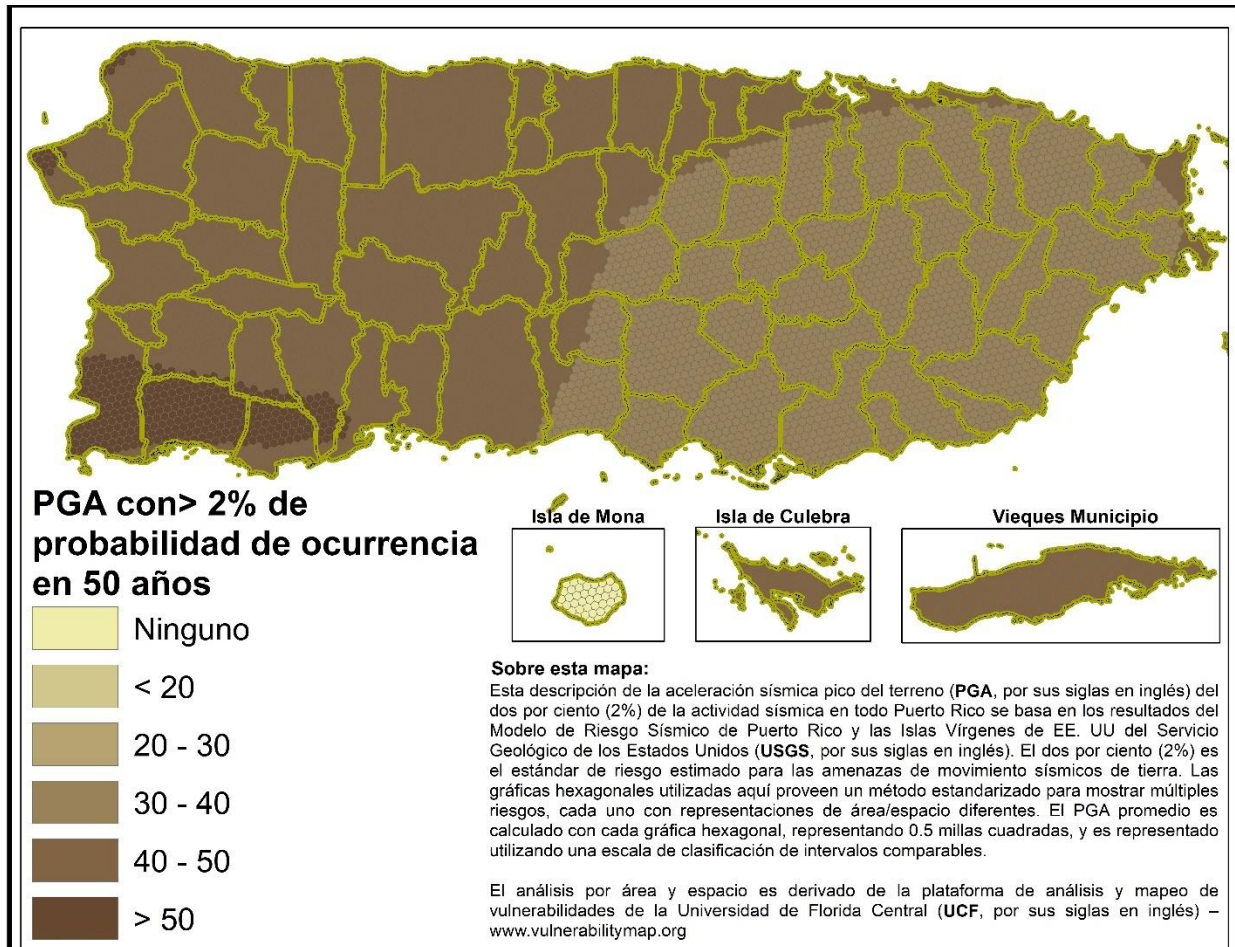 PGA con> 2% de
probabilidad de ocurrencia
en 50 años
Ninguno
< 20
20 - 30
30 - 40
40 - 50
> 50
Isla de Mona
Isla de Culebra
Vieques Municipio
Sobre esta mapa:
Esta descripción de la aceleración sísmica pico del terreno (PGA, por sus siglas en inglés) del
dos por ciento (2%) de la actividad sísmica en todo Puerto Rico se basa en los resultados del
Modelo de Riesgo Sísmico de Puerto Rico y las Islas Vírgenes de EE. UU del Servicio
Geológico de los Estados Unidos (USGS, por sus siglas en inglés). El dos por ciento (2%) es
el estándar de riesgo estimado para las amenazas de movimiento sísmicos de tierra. Las
gráficas hexagonales utilizadas aquí proveen un método estandarizado para mostrar múltiples
riesgos, cada uno con representaciones de área/espacio diferentes. El PGA promedio es
calculado con cada gráfica hexagonal, representando 0.5 millas cuadradas, y es representado
utilizando una escala de clasificación de intervalos comparables.
El análisis por área y espacio es derivado de la plataforma de análisis y mapeo de
vulnerabilidades de la Universidad de Florida Central (UCF, por sus siglas en inglés) –
www.vulnerabilitymap.org